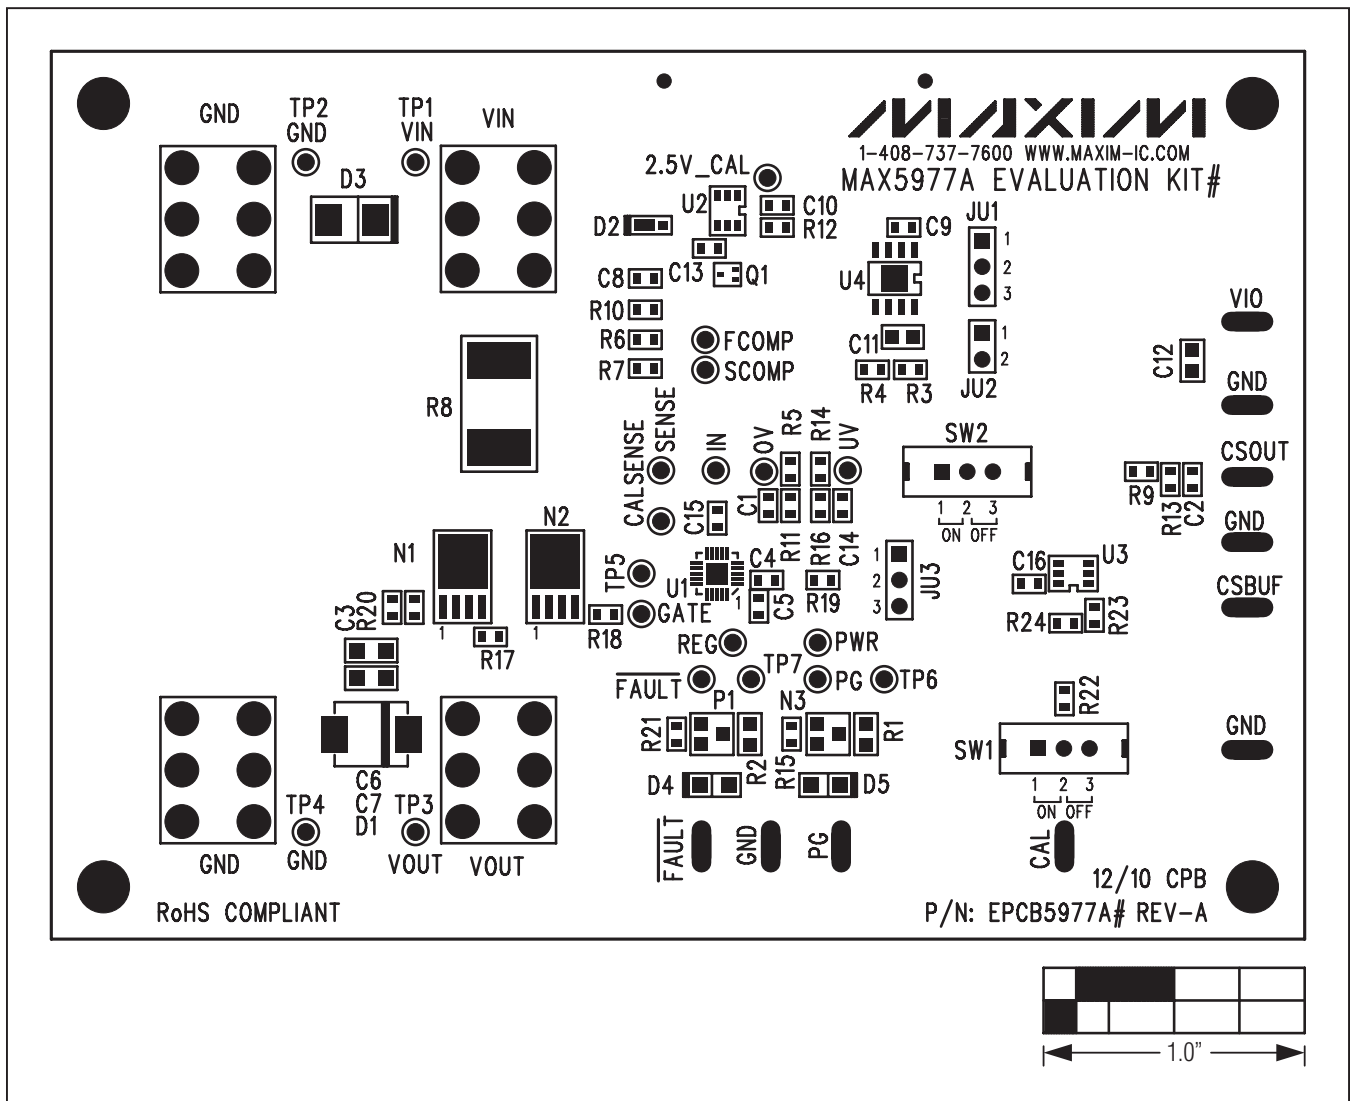 GND
TP2
GND
TP1
VIN
VIN
MAXIM
1-408-737-7600 WWW.MAXIM-IC.COM
MAX5977A EVALUATION KIT#
2.5V_CAL
D3
U2
C10
R12
D2
C13
Q1
C9
JU1
1
2
3
U4
C8
R10
R6
R7
FCOMP
SCOMP
C11
R4
R3
1
2
JU2
VIO
C12
GND
R8
CALSENSE
SENSE
IN
OV
R5
R14
UV
SW2
1 2 3
ON OFF
CSOUT
R9
R13
C2
GND
C15
C1
R11
R16
C14
N1
N2
TP5
U1
1
C4
C5
R19
1
2
3
JU3
C16
U3
CSBUF
C3
R20
1
R17
1
R18
GATE
R24
R23
REG
PWR
FAULT
TP7
PG
TP6
R22
P1
N3
R21
R2
R15
R1
SW1
1 2 3
ON OFF
GND
D4
D5
C6
C7
D1
TP4
GND
TP3
VOUT
GND
VOUT
FAULT
GND
PG
CAL
12/10 CPB
RoHS COMPLIANT
P/N: EPCB5977A# REV-A
1.0”